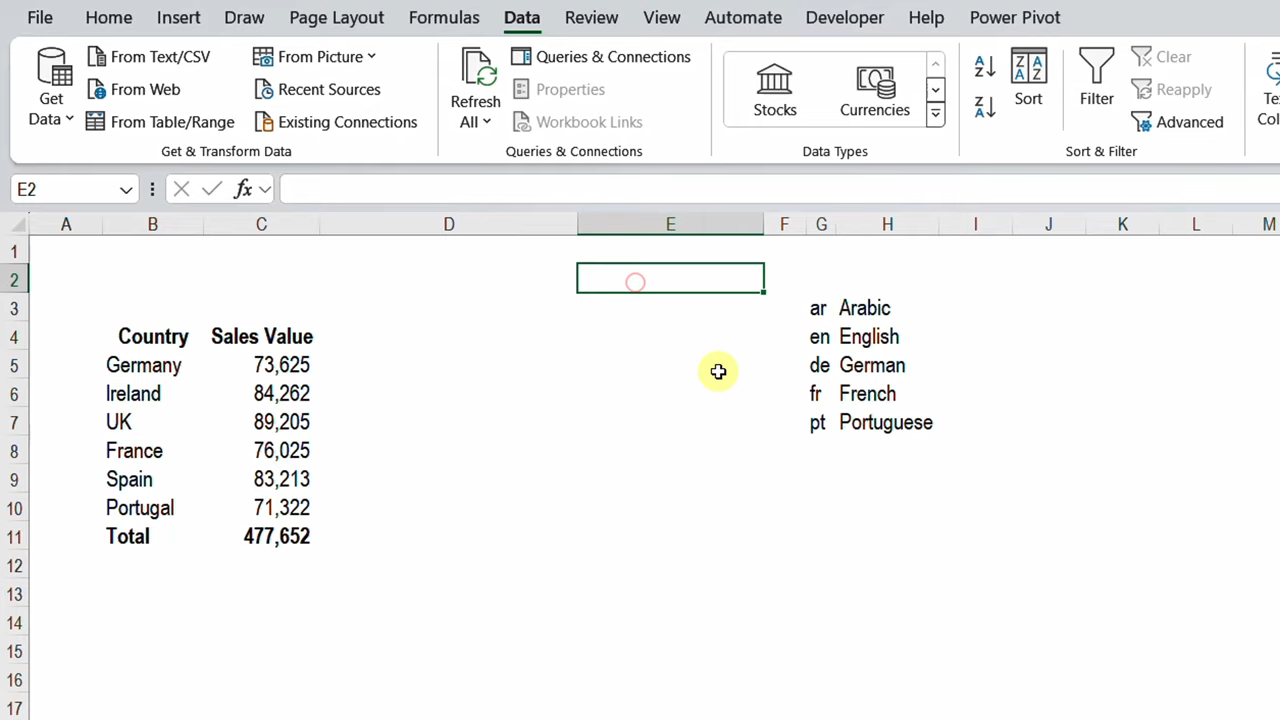 File Home Insert Draw Page Layout Formulas Data Review View Automate Developer Help Power Pivot
Get Data
From Text/CSV
From Web
From Table/Range
From Picture
Recent Sources
Existing Connections
Get & Transform Data
Refresh All
Queries & Connections
Properties
Workbook Links
Queries & Connections
Stocks
Currencies
Data Types
Sort
Filter
Clear
Reapply
Advanced
Sort & Filter
E2
fx
A B C D E F G H I J K L M
1
2
3 ar Arabic
4 Country Sales Value en English
5 Germany 73,625 de German
6 Ireland 84,262 fr French
7 UK 89,205 pt Portuguese
8 France 76,025
9 Spain 83,213
10 Portugal 71,322
11 Total 477,652
12
13
14
15
16
17